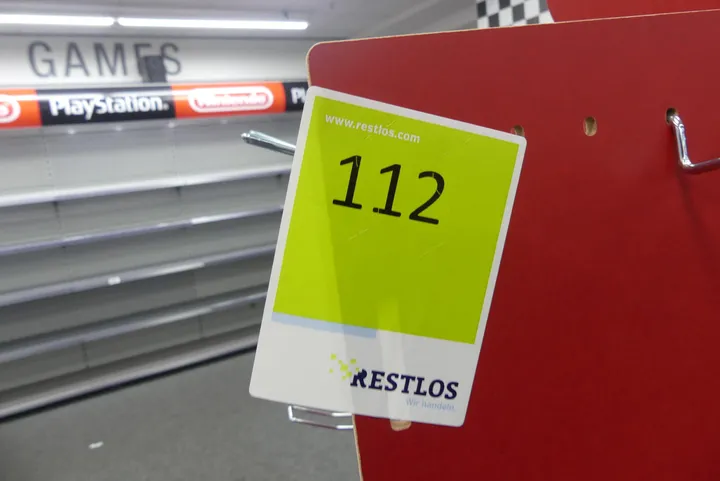 GAMES
PlayStation
Nintendo
www.restlos.com
112
RESTLOS
Wir handeln.